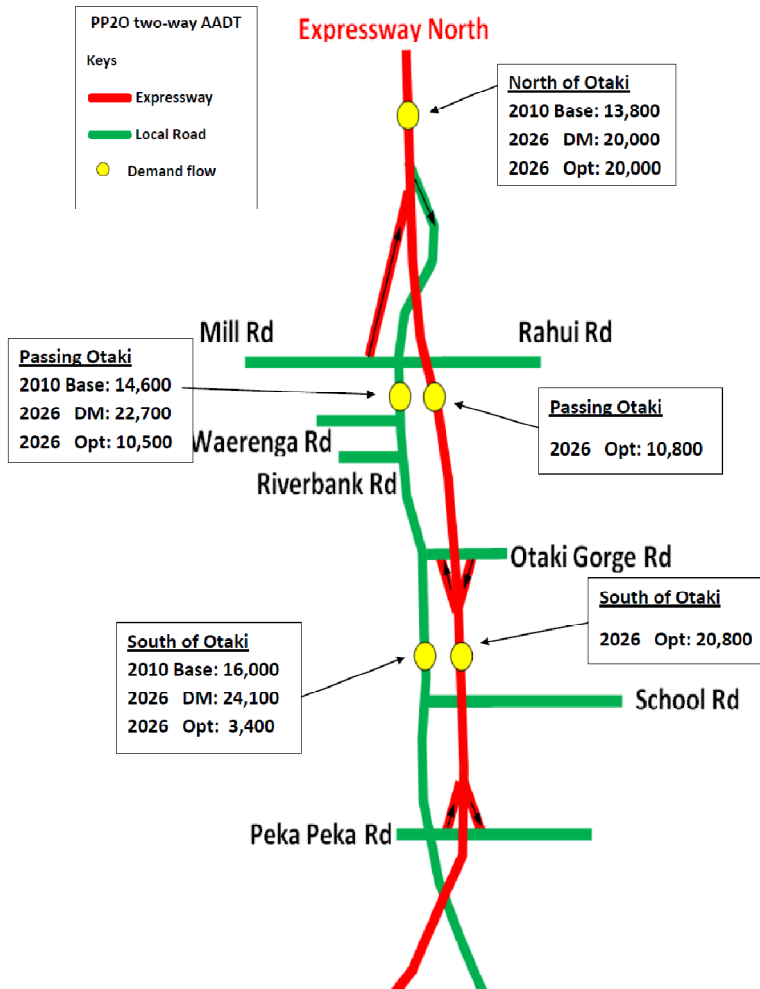 PP2O two-way AADT
Keys
Expressway
Local Road
Demand flow
Expressway North
North of Otaki
2010 Base: 13,800
2026 DM: 20,000
2026 Opt: 20,000
Mill Rd
Rahui Rd
Passing Otaki
2010 Base: 14,600
2026 DM: 22,700
2026 Opt: 10,500
Passing Otaki
2026 Opt: 10,800
Waerenga Rd
Riverbank Rd
Otaki Gorge Rd
South of Otaki
2026 Opt: 20,800
South of Otaki
2010 Base: 16,000
2026 DM: 24,100
2026 Opt: 3,400
School Rd
Peka Peka Rd